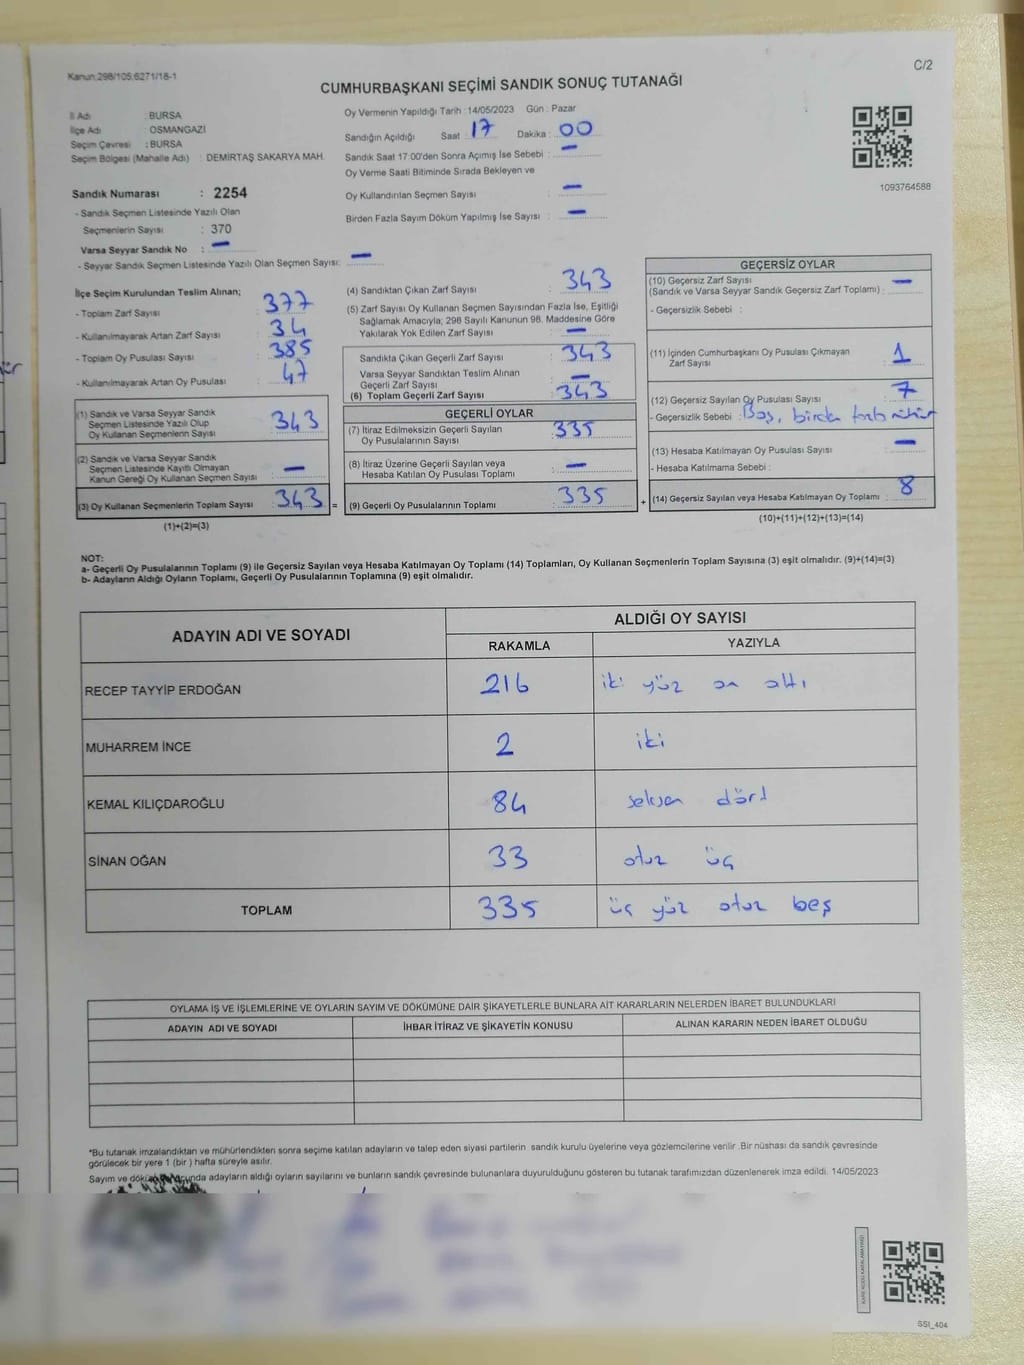 Kanun:298/105,6271/18-1
C/2
CUMHURBAŞKANI SEÇİMİ SANDIK SONUÇ TUTANAĞI
İl Adı : BURSA
İlçe Adı : OSMANGAZİ
Seçim Çevresi : BURSA
Seçim Bölgesi (Mahalle Adı) : DEMİRTAŞ SAKARYA MAH.
Sandık Numarası : 2254
- Sandık Seçmen Listesinde Yazılı Olan
Seçmenlerin Sayısı : 370
Varsa Seyyar Sandık No : —
- Seyyar Sandık Seçmen Listesinde Yazılı Olan Seçmen Sayısı: —
Oy Vermenin Yapıldığı Tarih : 14/05/2023 Gün : Pazar
Sandığın Açıldığı Saat : 17 Dakika : 00
Sandık Saat 17:00'den Sonra Açımış İse Sebebi : —
Oy Verme Saati Bitiminde Sırada Bekleyen ve
Oy Kullandırılan Seçmen Sayısı : —
Birden Fazla Sayım Döküm Yapılmış İse Sayısı : —
1093764588
İlçe Seçim Kurulundan Teslim Alınan;
- Toplam Zarf Sayısı : 377
- Kullanılmayarak Artan Zarf Sayısı : 34
- Toplam Oy Pusulası Sayısı : 385
- Kullanılmayarak Artan Oy Pusulası : 47
(1) Sandık ve Varsa Seyyar Sandık
Seçmen Listesinde Yazılı Olup
Oy Kullanan Seçmenlerin Sayısı : 343
(2) Sandık ve Varsa Seyyar Sandık
Seçmen Listesinde Kayıtlı Olmayan
Kanun Gereği Oy Kullanan Seçmen Sayısı : —
(3) Oy Kullanan Seçmenlerin Toplam Sayısı : 343 =
(1)+(2)=(3)
(4) Sandıktan Çıkan Zarf Sayısı : 343
(5) Zarf Sayısı Oy Kullanan Seçmen Sayısından Fazla İse, Eşitliği
Sağlamak Amacıyla; 298 Sayılı Kanunun 98. Maddesine Göre
Yakılarak Yok Edilen Zarf Sayısı : —
Sandıkta Çıkan Geçerli Zarf Sayısı : 343
Varsa Seyyar Sandıktan Teslim Alınan
Geçerli Zarf Sayısı : —
(6) Toplam Geçerli Zarf Sayısı : 343
GEÇERLİ OYLAR
(7) İtiraz Edilmeksizin Geçerli Sayılan
Oy Pusulalarının Sayısı : 335
(8) İtiraz Üzerine Geçerli Sayılan veya
Hesaba Katılan Oy Pusulası Toplamı : —
(9) Geçerli Oy Pusulalarının Toplamı : 335 +
GEÇERSİZ OYLAR
(10) Geçersiz Zarf Sayısı
(Sandık ve Varsa Seyyar Sandık Geçersiz Zarf Toplamı) : —
- Geçersizlik Sebebi :
(11) İçinden Cumhurbaşkanı Oy Pusulası Çıkmayan
Zarf Sayısı : 1
(12) Geçersiz Sayılan Oy Pusulası Sayısı : 7
- Geçersizlik Sebebi : Boş, birden fazla mühür
(13) Hesaba Katılmayan Oy Pusulası Sayısı : —
- Hesaba Katılmama Sebebi :
(14) Geçersiz Sayılan veya Hesaba Katılmayan Oy Toplamı : 8
(10)+(11)+(12)+(13)=(14)
NOT:
a- Geçerli Oy Pusulalarının Toplamı (9) ile Geçersiz Sayılan veya Hesaba Katılmayan Oy Toplamı (14) Toplamları, Oy Kullanan Seçmenlerin Toplam Sayısına (3) eşit olmalıdır. (9)+(14)=(3)
b- Adayların Aldığı Oyların Toplamı, Geçerli Oy Pusulalarının Toplamına (9) eşit olmalıdır.
ADAYIN ADI VE SOYADI
ALDIĞI OY SAYISI
RAKAMLA YAZIYLA
RECEP TAYYİP ERDOĞAN 216 iki yüz on altı
MUHARREM İNCE 2 iki
KEMAL KILIÇDAROĞLU 84 seksen dört
SİNAN OĞAN 33 otuz üç
TOPLAM 335 üç yüz otuz beş
OYLAMA İŞ VE İŞLEMLERİNE VE OYLARIN SAYIM VE DÖKÜMÜNE DAİR ŞİKAYETLERLE BUNLARA AİT KARARLARIN NELERDEN İBARET BULUNDUKLARI
ADAYIN ADI VE SOYADI İHBAR İTİRAZ VE ŞİKAYETİN KONUSU ALINAN KARARIN NEDEN İBARET OLDUĞU
*Bu tutanak imzalandıktan ve mühürlendikten sonra seçime katılan adayların ve talep eden siyasi partilerin sandık kurulu üyelerine veya gözlemcilerine verilir .Bir nüshası da sandık çevresinde
görülecek bir yere 1 (bir ) hafta süreyle asılır.
Sayım ve dökümunda adayların aldığı oyların sayılarını ve bunların sandık çevresinde bulunanlara duyurulduğunu gösteren bu tutanak tarafımızdan düzenlenerek imza edildi. 14/05/2023
SSI_404